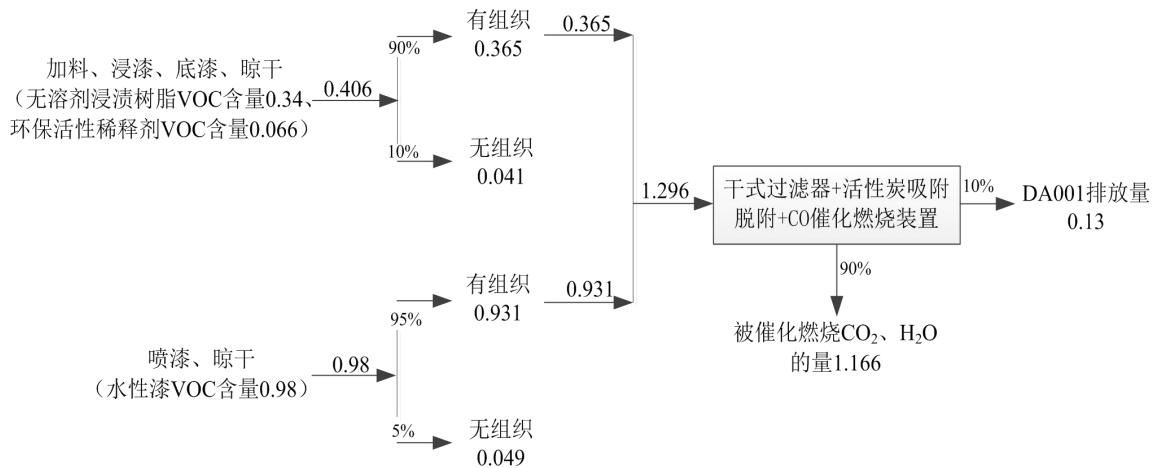 加料、浸漆、底漆、晾干
（无溶剂浸渍树脂VOC含量0.34、
环保活性稀释剂VOC含量0.066）
0.406
90%
有组织
0.365
0.365
10%
无组织
0.041
喷漆、晾干
（水性漆VOC含量0.98）
0.98
95%
有组织
0.931
0.931
5%
无组织
0.049
1.296
干式过滤器+活性炭吸附
脱附+CO催化燃烧装置
10%
DA001排放量
0.13
90%
被催化燃烧CO₂、H₂O
的量1.166